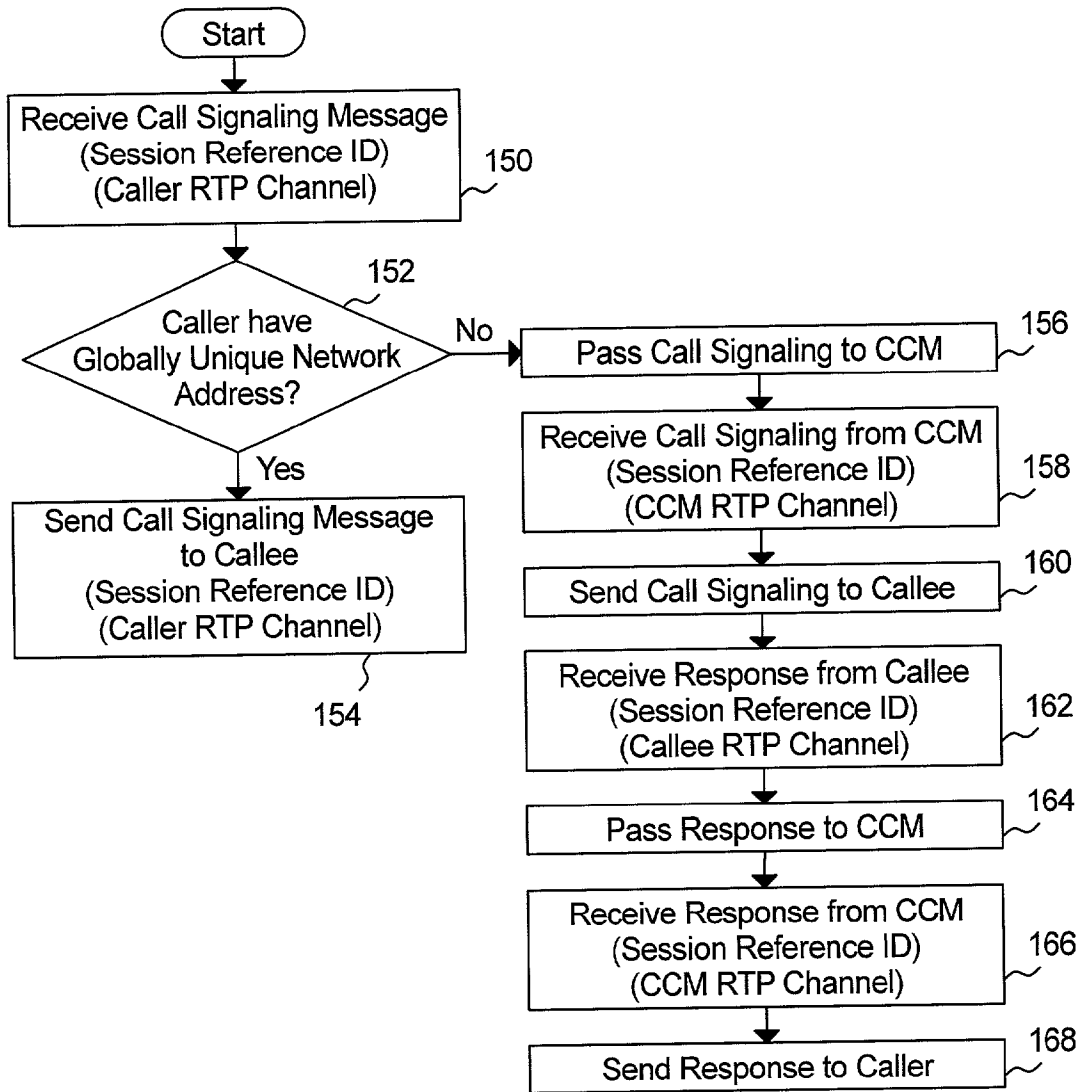 Start
Receive Call Signaling Message
(Session Reference ID)
(Caller RTP Channel)
150
152
Caller have
Globally Unique Network
Address?
No
Yes
Send Call Signaling Message
to Callee
(Session Reference ID)
(Caller RTP Channel)
154
Pass Call Signaling to CCM
156
Receive Call Signaling from CCM
(Session Reference ID)
(CCM RTP Channel)
158
Send Call Signaling to Callee
160
Receive Response from Callee
(Session Reference ID)
(Callee RTP Channel)
162
Pass Response to CCM
164
Receive Response from CCM
(Session Reference ID)
(CCM RTP Channel)
166
Send Response to Caller
168